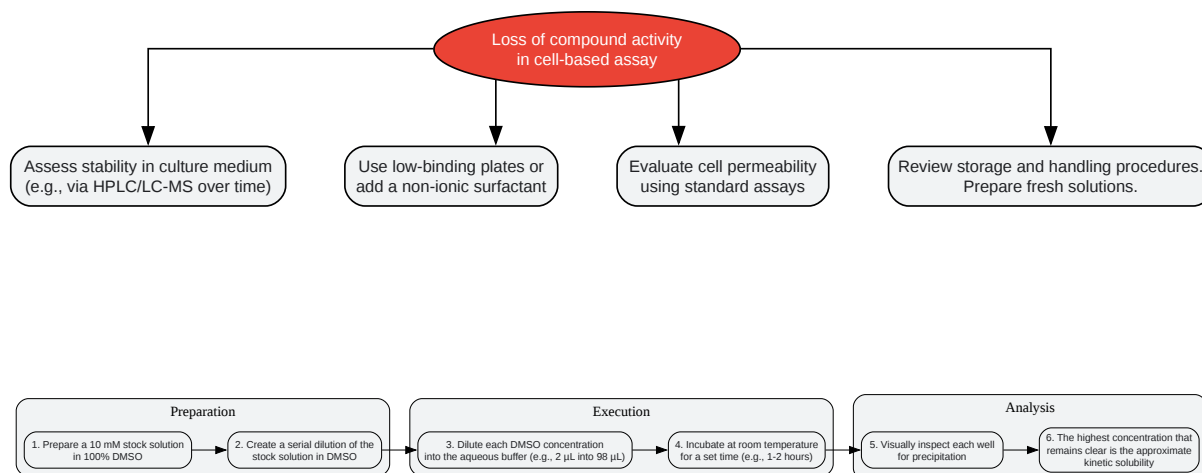 Loss of compound activity
in cell-based assay
Assess stability in culture medium
(e.g., via HPLC/LC-MS over time)
Use low-binding plates or
add a non-ionic surfactant
Evaluate cell permeability
using standard assays
Review storage and handling procedures.
Prepare fresh solutions.
Preparation
1. Prepare a 10 mM stock solution
in 100% DMSO
2. Create a serial dilution of the
stock solution in DMSO
Execution
3. Dilute each DMSO concentration
into the aqueous buffer (e.g., 2 µL into 98 µL)
4. Incubate at room temperature
for a set time (e.g., 1-2 hours)
Analysis
5. Visually inspect each well
for precipitation
6. The highest concentration that
remains clear is the approximate
kinetic solubility